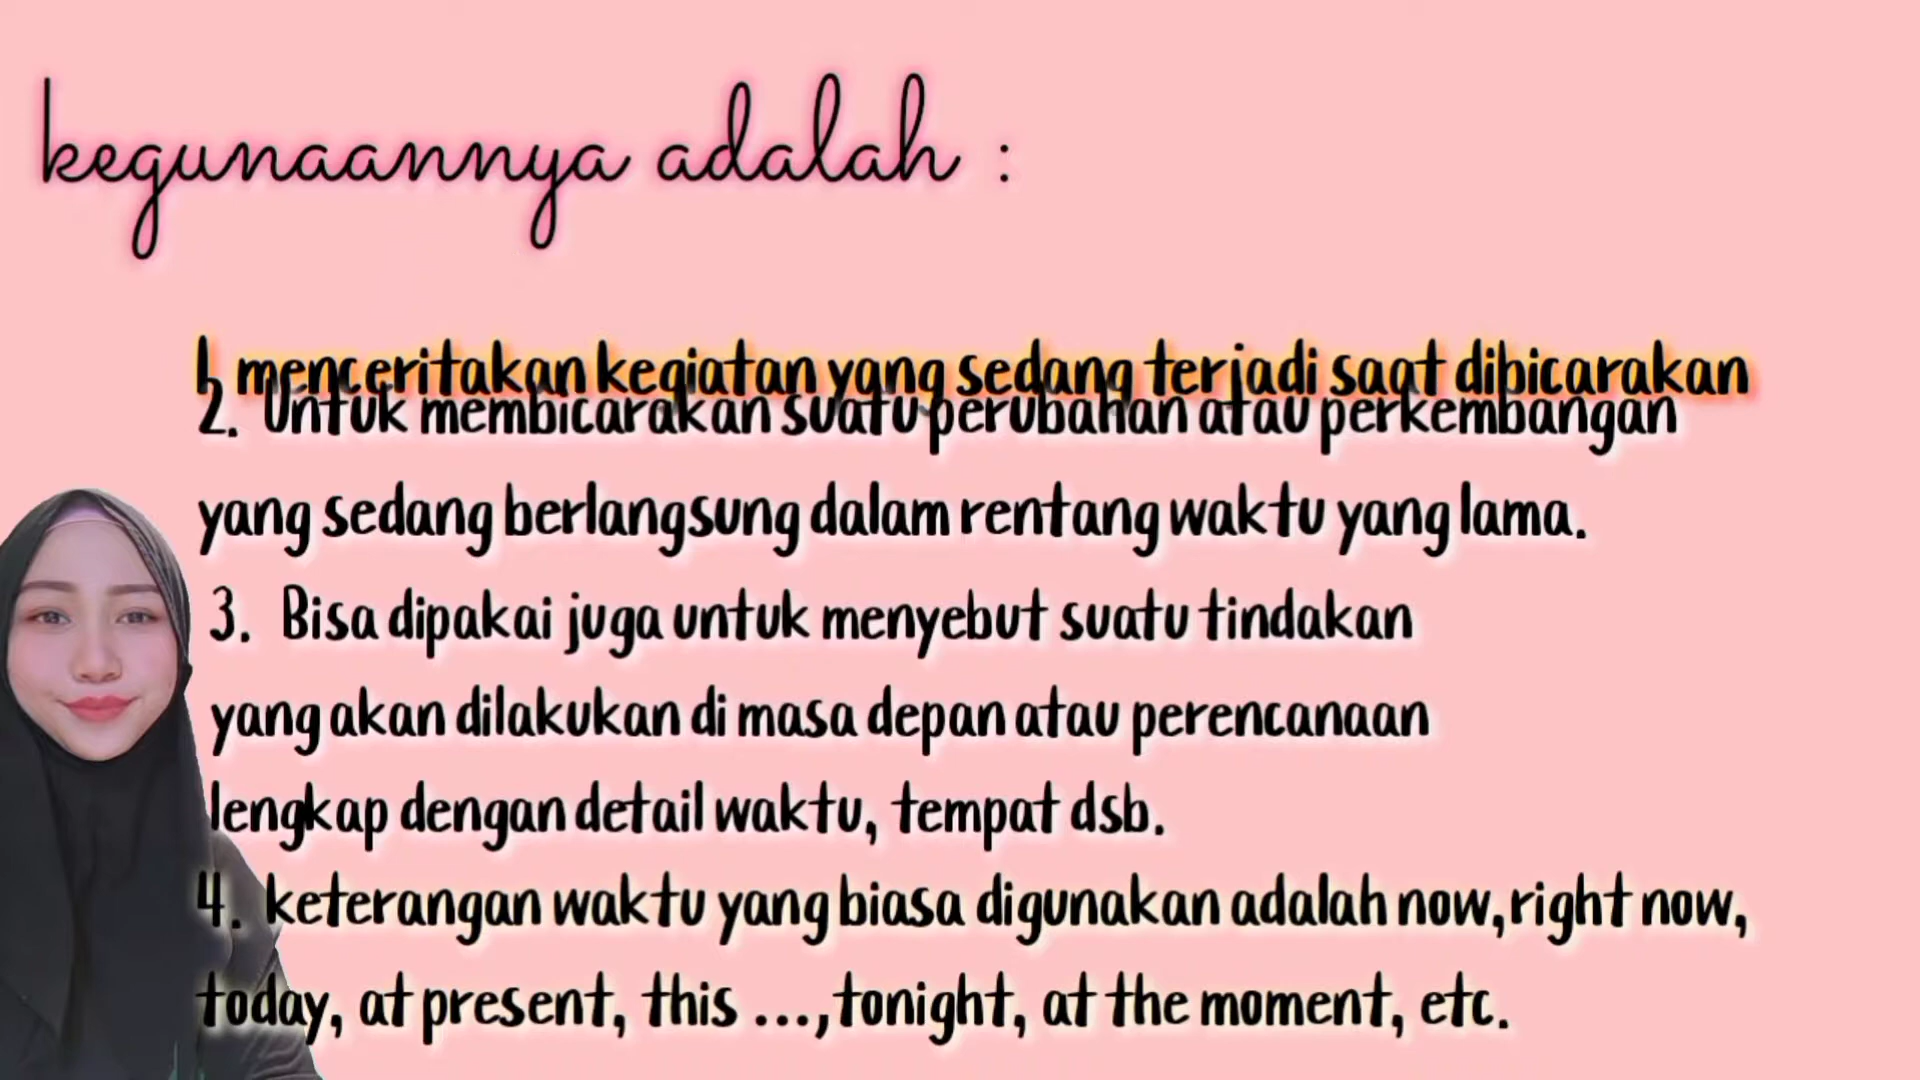 kegunaannya adalah :
1. menceritakan kegiatan yang sedang terjadi saat dibicarakan
2. Untuk membicarakan suatu perubahan atau perkembangan
yang sedang berlangsung dalam rentang waktu yang lama.
3. Bisa dipakai juga untuk menyebut suatu tindakan
yang akan dilakukan di masa depan atau perencanaan
lengkap dengan detail waktu, tempat dsb.
4. keterangan waktu yang biasa digunakan adalah now,right now,
today, at present, this ...,tonight, at the moment, etc.